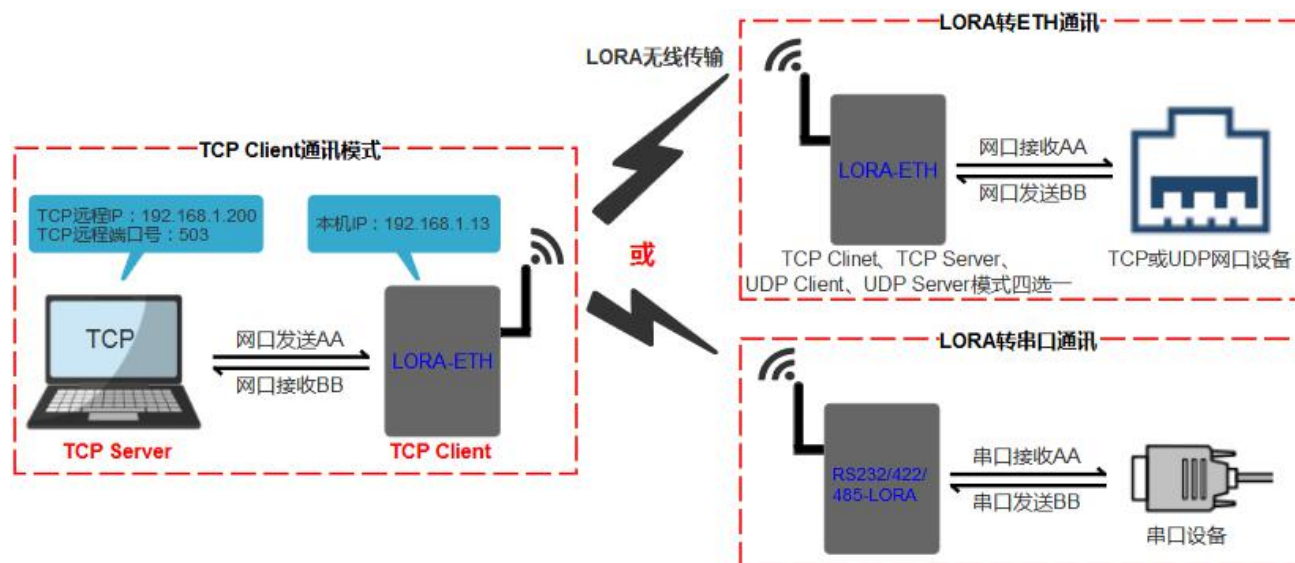 TCP Client通讯模式
TCP远程IP：192.168.1.200
TCP远程端口号：503
本机IP：192.168.1.13
TCP
网口发送AA
网口接收BB
LORA-ETH
TCP Server
TCP Client
LORA无线传输
或
LORA转ETH通讯
LORA-ETH
网口接收AA
网口发送BB
TCP Clinet、TCP Server、
UDP Client、UDP Server模式四选一
TCP或UDP网口设备
LORA转串口通讯
RS232/422/
485-LORA
串口接收AA
串口发送BB
串口设备